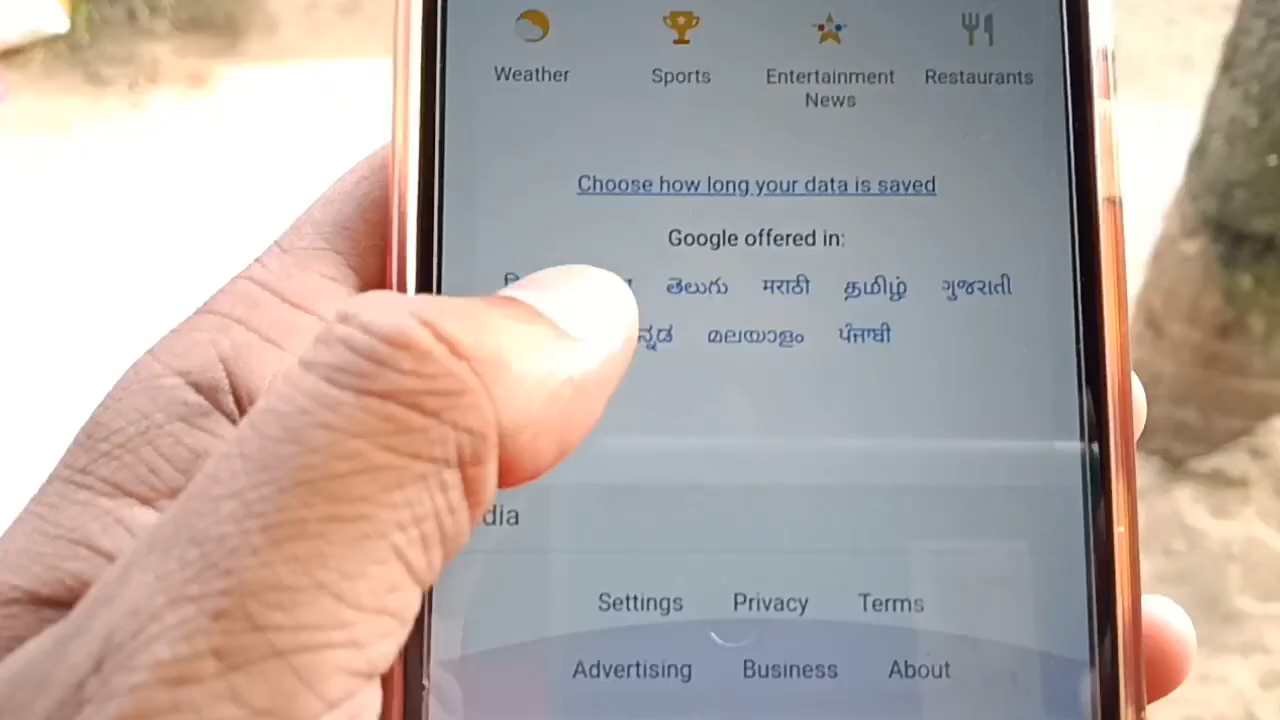 Weather Sports Entertainment News Restaurants
Choose how long your data is saved
Google offered in:
తెలుగు मराठी தமிழ் ગુજરાતી
മലയാളം ਪੰਜਾਬੀ
Settings Privacy Terms
Advertising Business About